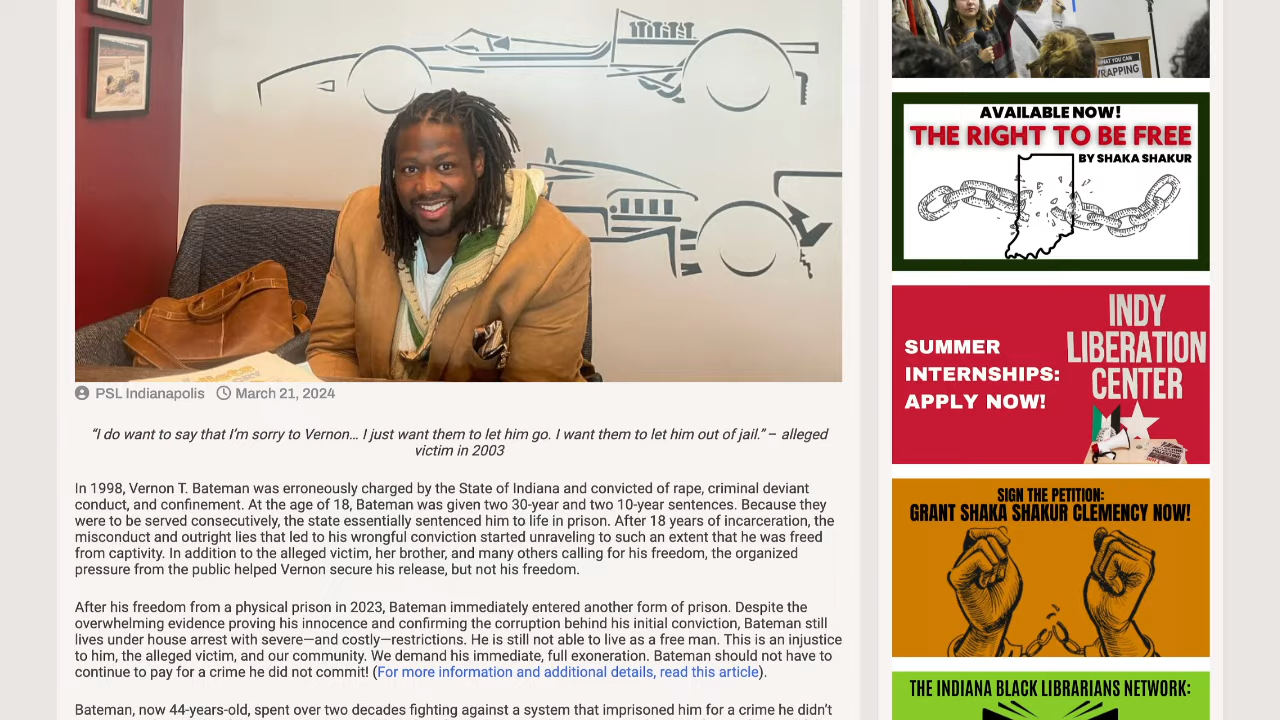 PSL Indianapolis March 21, 2024
“I do want to say that I’m sorry to Vernon… I just want them to let him go. I want them to let him out of jail.” – alleged
victim in 2003
In 1998, Vernon T. Bateman was erroneously charged by the State of Indiana and convicted of rape, criminal deviant
conduct, and confinement. At the age of 18, Bateman was given two 30-year and two 10-year sentences. Because they
were to be served consecutively, the state essentially sentenced him to life in prison. After 18 years of incarceration, the
misconduct and outright lies that led to his wrongful conviction started unraveling to such an extent that he was freed
from captivity. In addition to the alleged victim, her brother, and many others calling for his freedom, the organized
pressure from the public helped Vernon secure his release, but not his freedom.
After his freedom from a physical prison in 2023, Bateman immediately entered another form of prison. Despite the
overwhelming evidence proving his innocence and confirming the corruption behind his initial conviction, Bateman still
lives under house arrest with severe—and costly—restrictions. He is still not able to live as a free man. This is an injustice
to him, the alleged victim, and our community. We demand his immediate, full exoneration. Bateman should not have to
continue to pay for a crime he did not commit! (For more information and additional details, read this article).
Bateman, now 44-years-old, spent over two decades fighting against a system that imprisoned him for a crime he didn’t
WHAT YOU CAN
WRAPPING
AVAILABLE NOW!
THE RIGHT TO BE FREE
BY SHAKA SHAKUR
SUMMER
INTERNSHIPS:
APPLY NOW!
INDY
LIBERATION
CENTER
SIGN THE PETITION:
GRANT SHAKA SHAKUR CLEMENCY NOW!
THE INDIANA BLACK LIBRARIANS NETWORK: